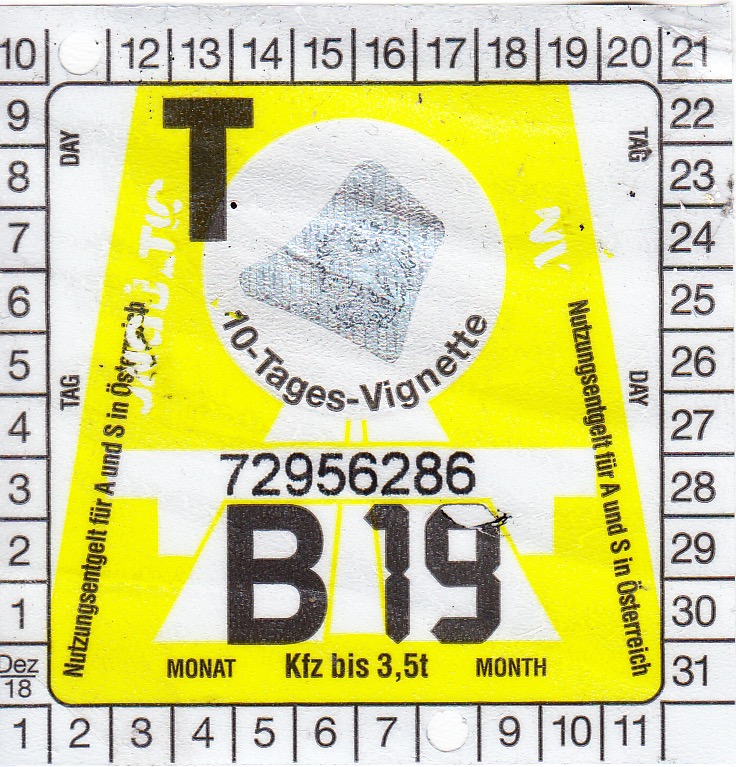 10 12 13 14 15 16 17 18 19 20 21
9
8
7
6
5
4
3
2
1
Dez
18
DAY
TAG
T
10-Tages-Vignette
TAG
DAY
Nutzungsentgelt für A und S in Österreich
Nutzungsentgelt für A und S in Österreich
72956286
B 19
MONAT Kfz bis 3,5t MONTH
22
23
24
25
26
27
28
29
30
31
1 2 3 4 5 6 7 9 10 11